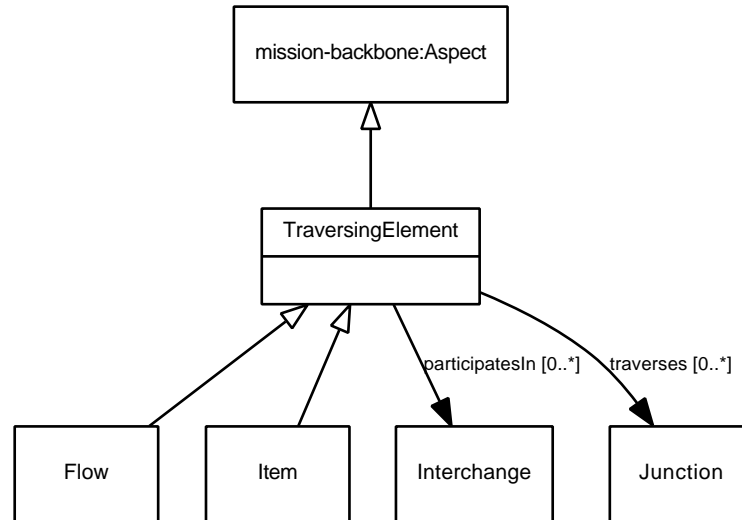 mission-backbone:Aspect
TraversingElement
participatesIn [0..*]
traverses [0..*]
Flow
Item
Interchange
Junction